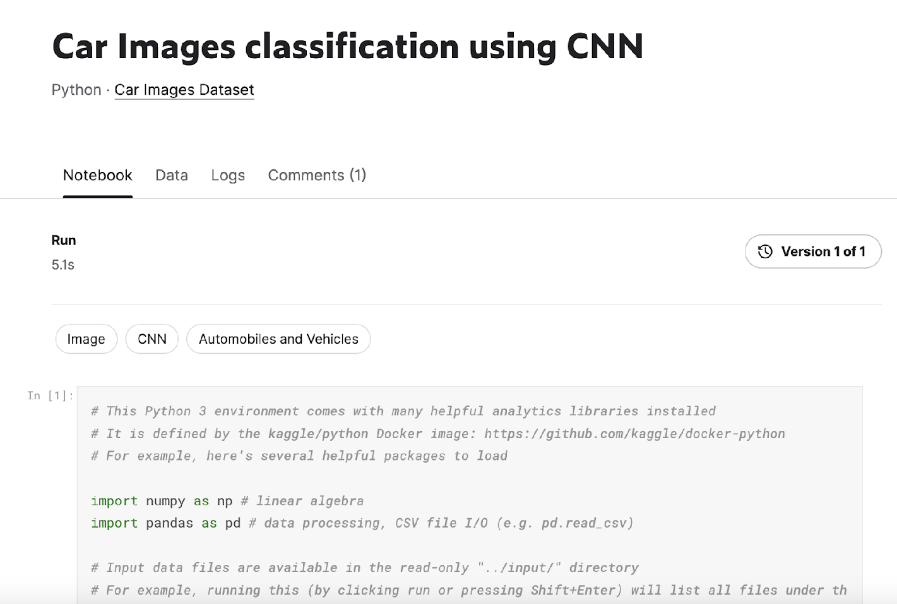 Car Images classification using CNN
Python · Car Images Dataset
Notebook Data Logs Comments (1)
Run
5.1s
Version 1 of 1
Image CNN Automobiles and Vehicles
In [1]:
# This Python 3 environment comes with many helpful analytics libraries installed
# It is defined by the kaggle/python Docker image: https://github.com/kaggle/docker-python
# For example, here's several helpful packages to load
import numpy as np # linear algebra
import pandas as pd # data processing, CSV file I/O (e.g. pd.read_csv)
# Input data files are available in the read-only "../input/" directory
# For example, running this (by clicking run or pressing Shift+Enter) will list all files under th